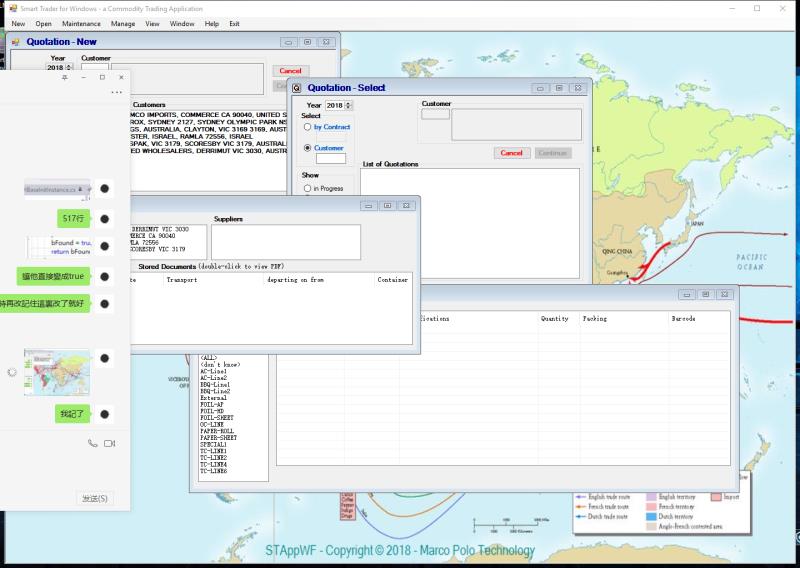 Smart Trader for Windows - a Commodity Trading Application
New Open Maintenance Manage View Window Help Exit
Quotation - New
Year Customer
2018
Cancel
Customers
MCO IMPORTS, COMMERCE CA 90040, UNITED S
ROX, SYDNEY 2127, SYDNEY OLYMPIC PARK NS
GS, AUSTRALIA, CLAYTON, VIC 3169 3169, AUST
STER, ISRAEL, RAMLA 72556, ISRAEL
SPAK, VIC 3179, SCORESBY VIC 3179, AUSTRAL
ED WHOLESALERS, DERRIMUT VIC 3030, AUSTR
Quotation - Select
Year 2018 Customer
Select
by Contract
Customer
Cancel Continue
List of Quotations
Show
in Progress
517行
bFound = true,
return bFound
讓他直接變成true
時再改記住這裏改了就好
我記了
发送(S)
Suppliers
DERRIMUT VIC 3030
MERCE CA 90040
MLA 72556
SCORESBY VIC 3179
Stored Documents (double-click to view PDF)
te Transport departing on from Container
ifications Quantity Packing Barcode
(ALL)
(don't know)
AC-Line1
AC-Line2
BBQ-Line1
BBQ-Line2
External
FOIL-AF
FOIL-HD
FOIL-SHEET
OC-LINE
PAPER-ROLL
PAPER-SHEET
SPECIAL1
TC-LINE1
TC-LINE2
TC-LINE4
TC-LINE6
JAPAN
QING CHINA
Guangzhou
PACIFIC
OCEAN
English trade route English territory Import
French trade route French territory
Dutch trade route Dutch territory
Anglo-French contested area
STAppWF - Copyright © 2018 - Marco Polo Technology